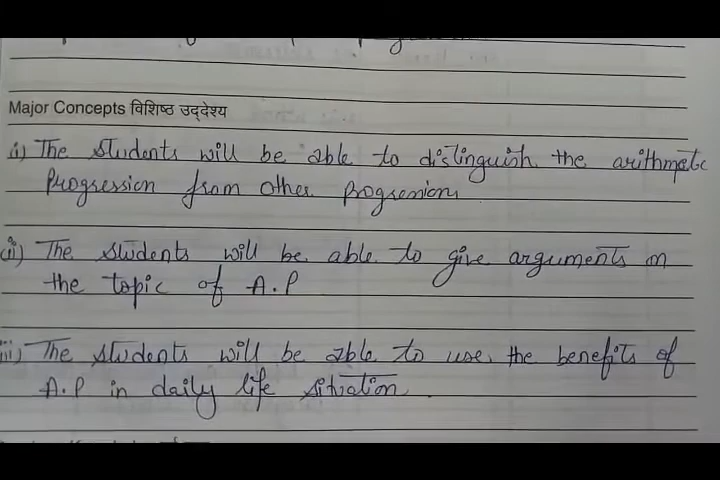 Major Concepts विशिष्ठ उद्देश्य
i) The students will be able to distinguish the arithmetic
Progression from other progression
(ii) The students will be able to give arguments on
the topic of A.P
iii) The students will be able to use the benefits of
A.P in daily life situation.